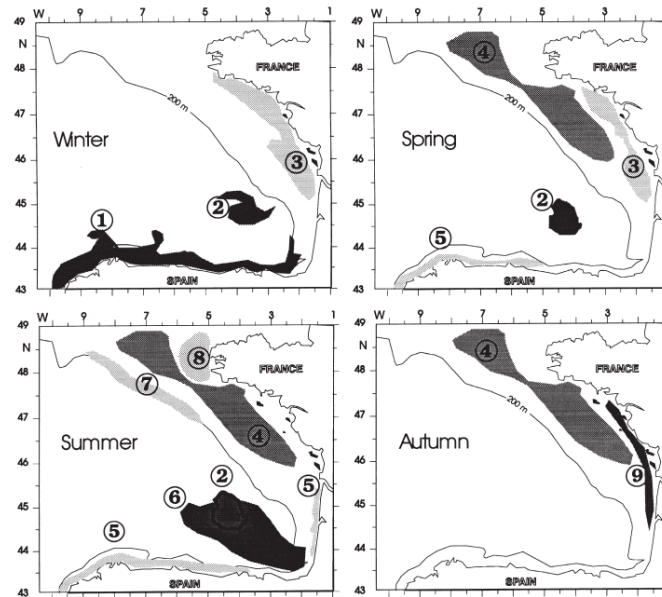 W 9 7 5 3 1
49
N
48
47
46
45
44
43
FRANCE
200 m
Winter
3
2
1
SPAIN
W 9 7 5 3 1
49
N
48
47
46
45
44
43
4
FRANCE
200 m
Spring
3
2
5
SPAIN
W 9 7 5 3 1
49
N
48
47
46
45
44
43
8
FRANCE
7
4
Summer
2
6
5
5
SPAIN
W 9 7 5 3 1
49
N
48
47
46
45
44
43
4
FRANCE
200 m
Autumn
9
SPAIN